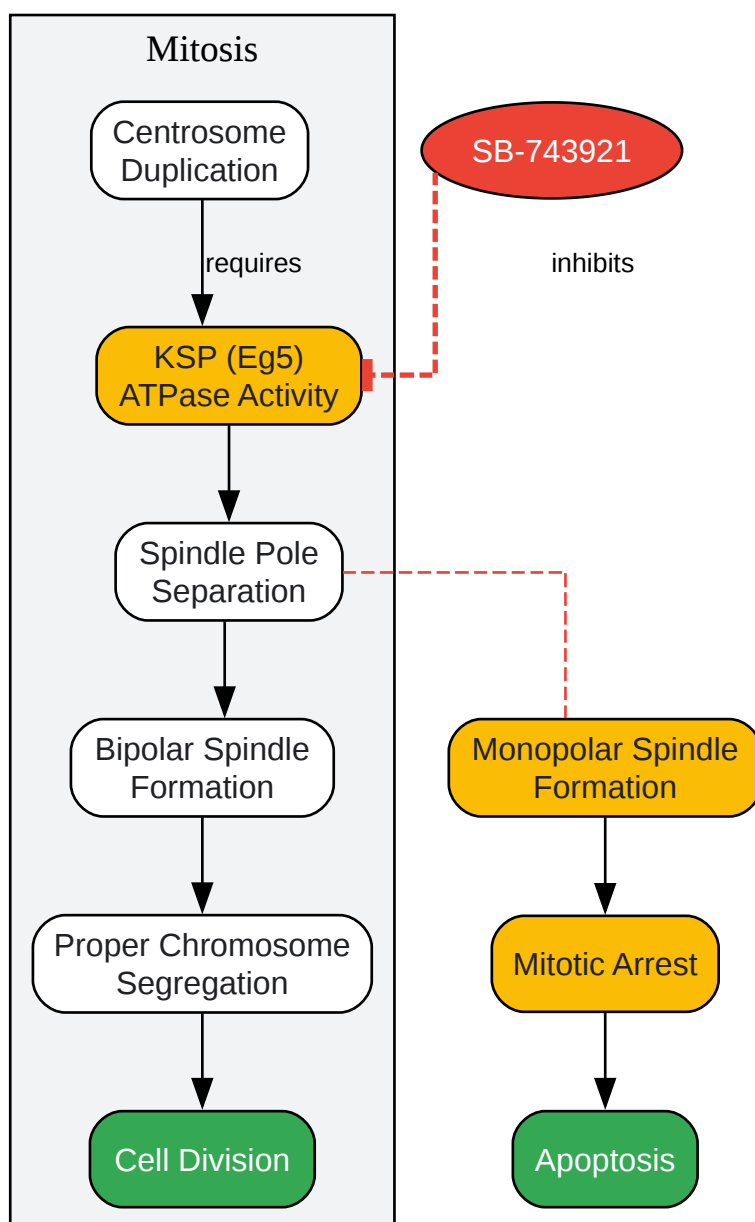 Mitosis
Centrosome
Duplication
SB-743921
requires
inhibits
KSP (Eg5)
ATPase Activity
Spindle Pole
Separation
Bipolar Spindle
Formation
Monopolar Spindle
Formation
Proper Chromosome
Segregation
Mitotic Arrest
Cell Division
Apoptosis